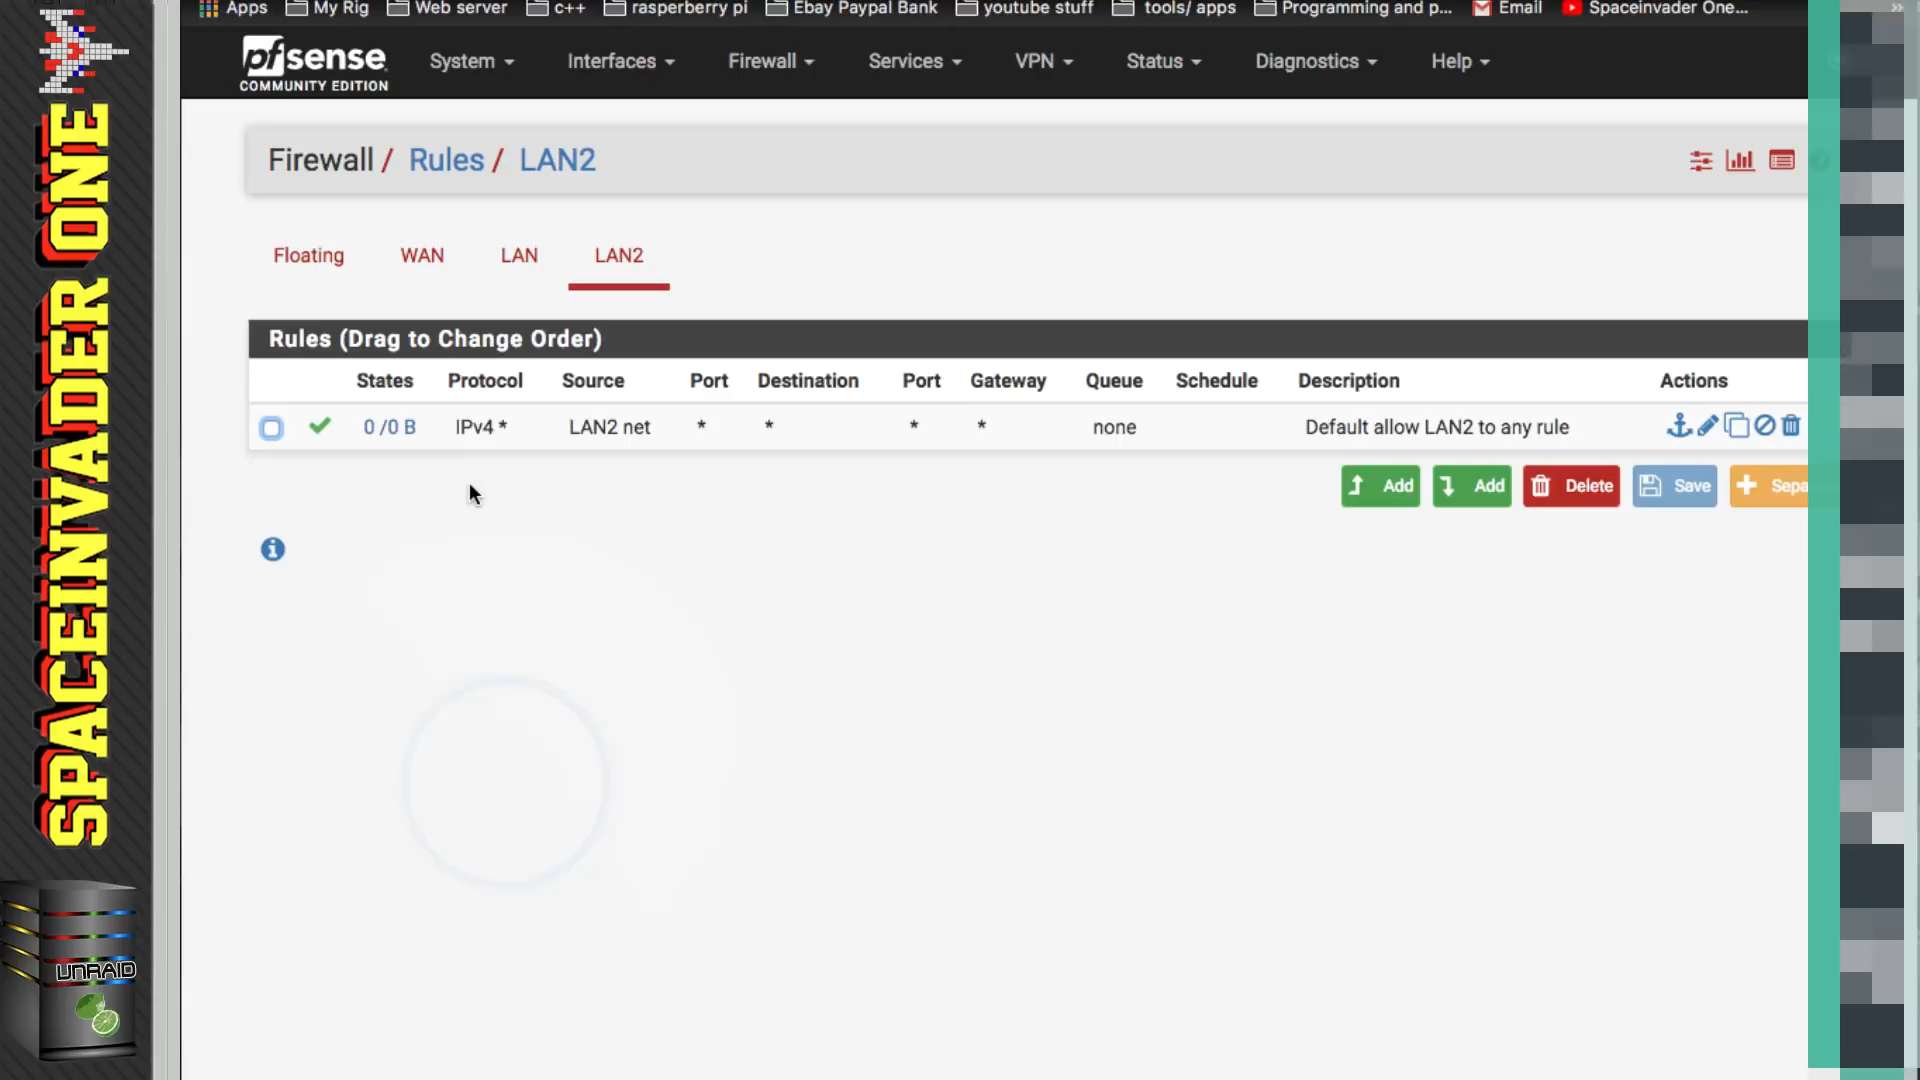 Apps My Rig Web server c++ rasperberry pi Ebay Paypal Bank youtube stuff tools/ apps Programming and p... Email Spaceinvader One...
pfsense System Interfaces Firewall Services VPN Status Diagnostics Help
COMMUNITY EDITION
Firewall / Rules / LAN2
Floating WAN LAN LAN2
Rules (Drag to Change Order)
States Protocol Source Port Destination Port Gateway Queue Schedule Description Actions
0 /0 B IPv4 * LAN2 net * * * * none Default allow LAN2 to any rule
Add Add Delete Save Sepa
SPACEINVADER ONE
UNRAID